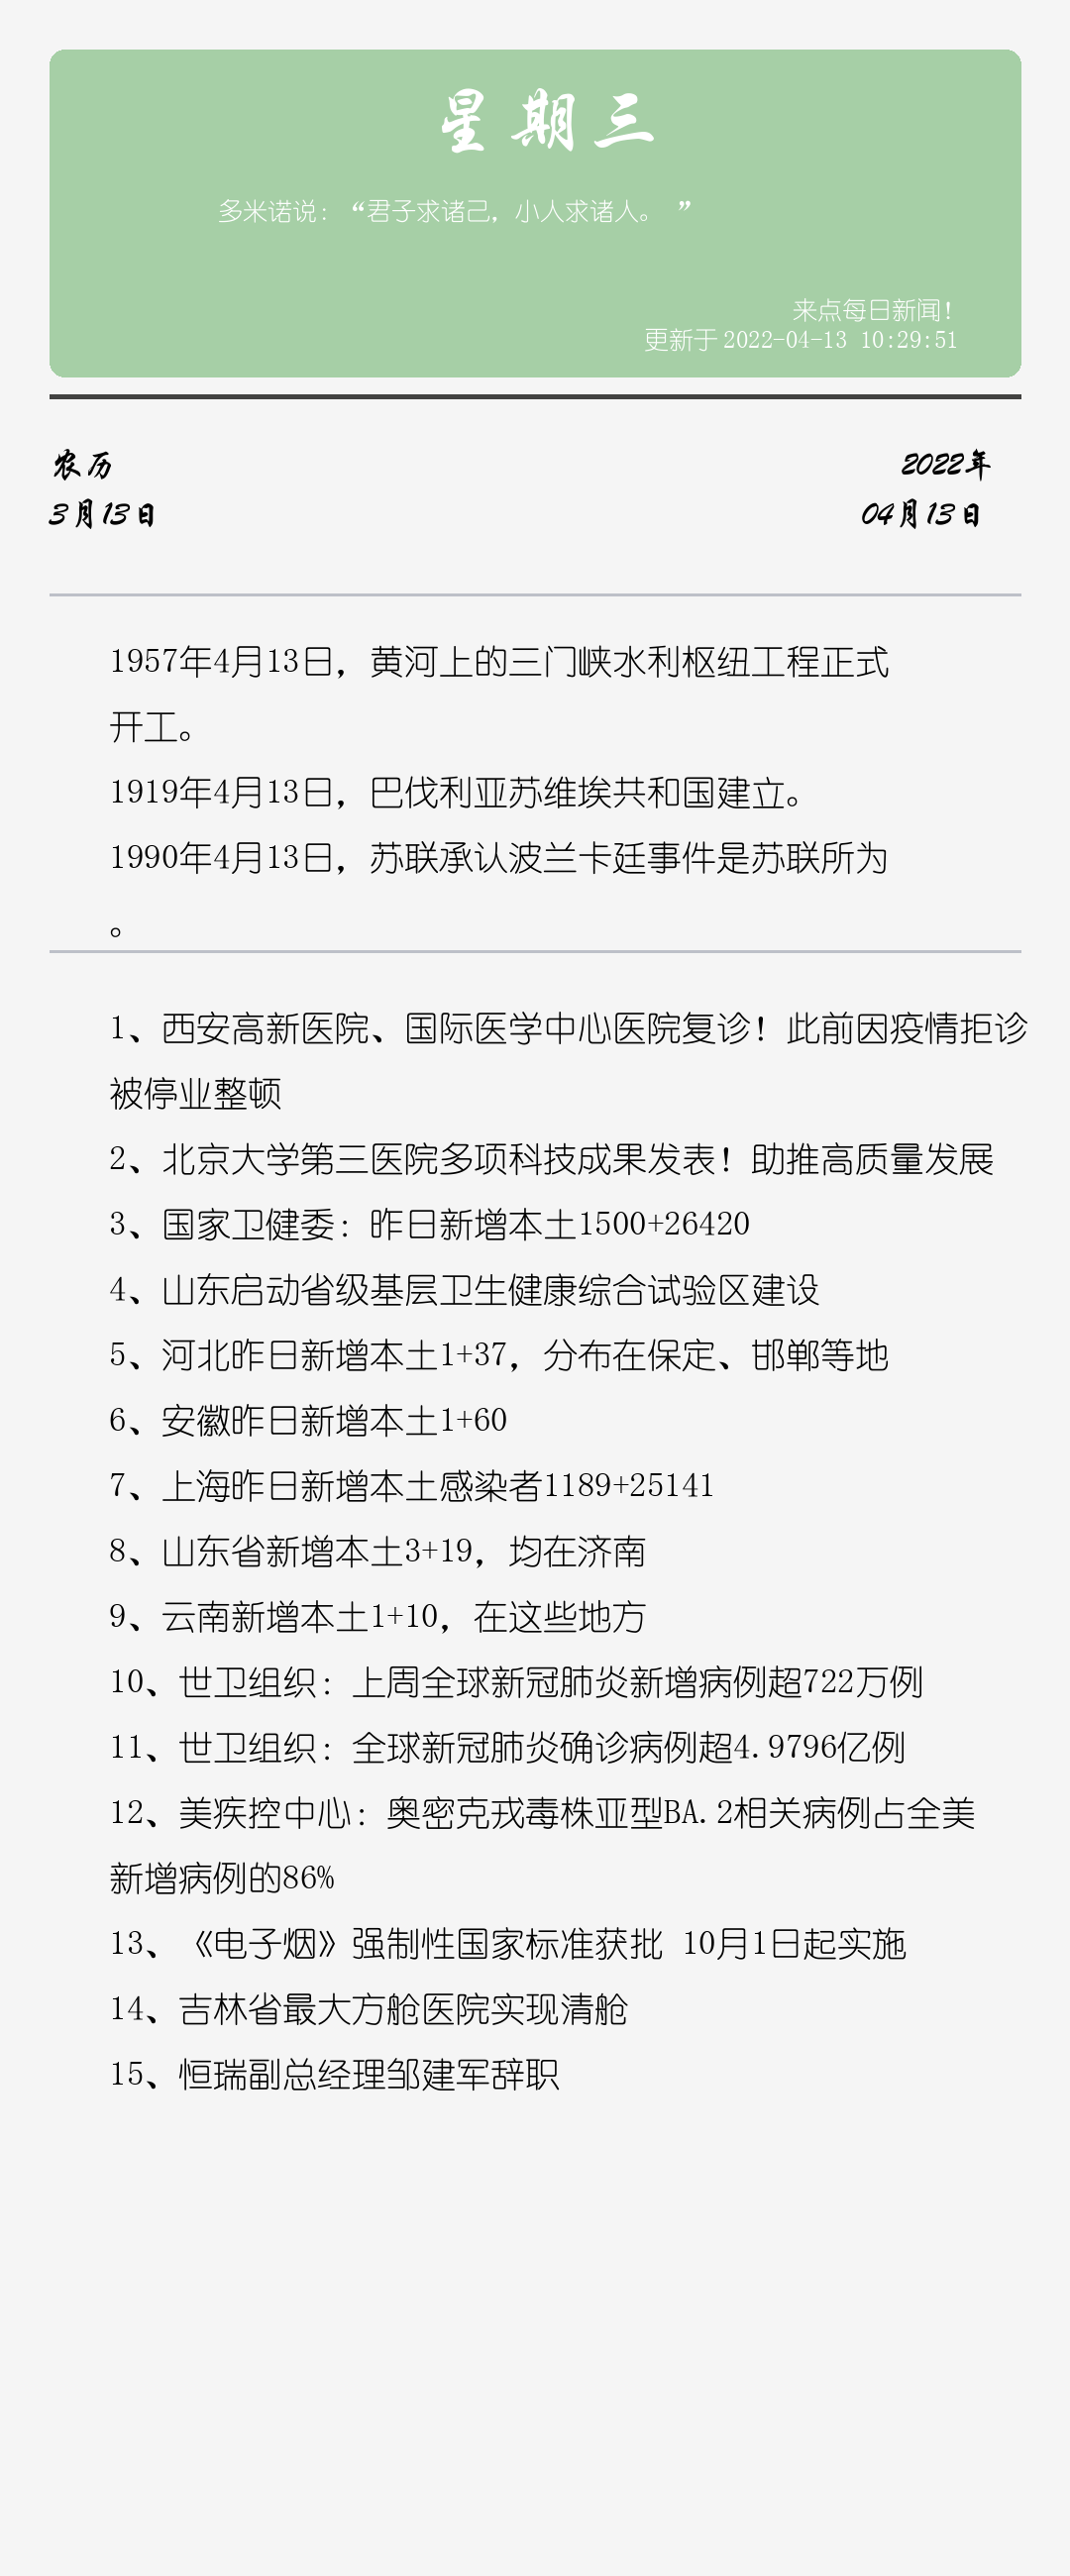 星期三
多米诺说：“君子求诸己，小人求诸人。 ”
来点每日新闻！
更新于 2022-04-13 10:29:51
农历
2022年
3月13日
04月13日
1957年4月13日，黄河上的三门峡水利枢纽工程正式
开工。
1919年4月13日，巴伐利亚苏维埃共和国建立。
1990年4月13日，苏联承认波兰卡廷事件是苏联所为
。
1、西安高新医院、国际医学中心医院复诊！此前因疫情拒诊
被停业整顿
2、北京大学第三医院多项科技成果发表！助推高质量发展
3、国家卫健委：昨日新增本土1500+26420
4、山东启动省级基层卫生健康综合试验区建设
5、河北昨日新增本土1+37，分布在保定、邯郸等地
6、安徽昨日新增本土1+60
7、上海昨日新增本土感染者1189+25141
8、山东省新增本土3+19，均在济南
9、云南新增本土1+10，在这些地方
10、世卫组织：上周全球新冠肺炎新增病例超722万例
11、世卫组织：全球新冠肺炎确诊病例超4.9796亿例
12、美疾控中心：奥密克戎毒株亚型BA.2相关病例占全美
新增病例的86%
13、《电子烟》强制性国家标准获批 10月1日起实施
14、吉林省最大方舱医院实现清舱
15、恒瑞副总经理邹建军辞职